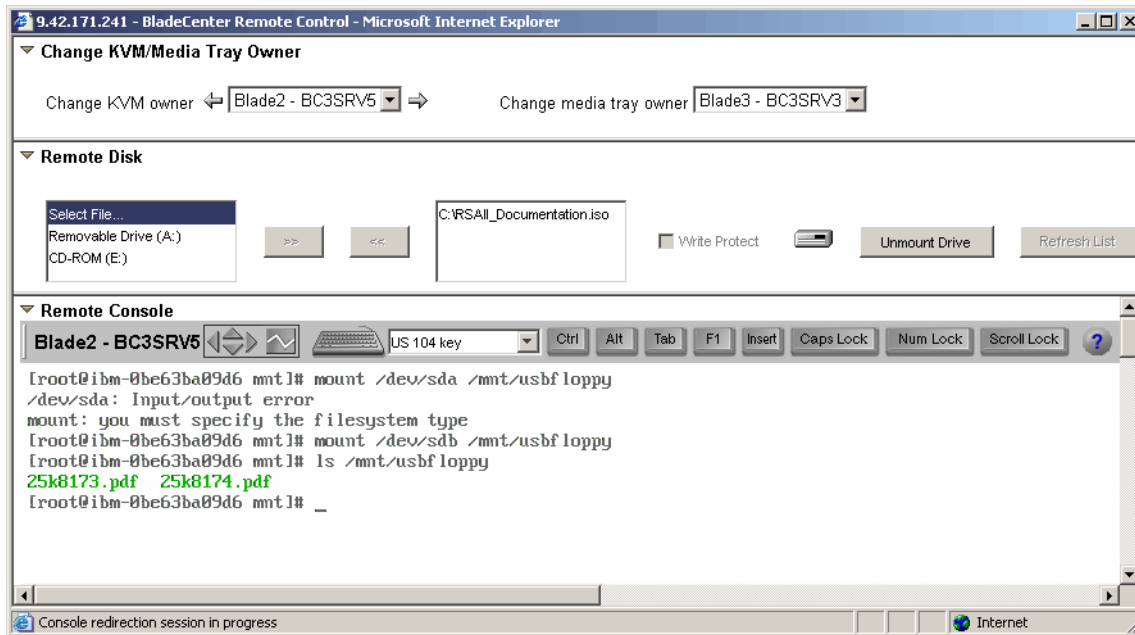 9.42.171.241 - BladeCenter Remote Control - Microsoft Internet Explorer
Change KVM/Media Tray Owner
Change KVM owner Blade2 - BC3SRV5 Change media tray owner Blade3 - BC3SRV3
Remote Disk
Select File...
Removable Drive (A:)
CD-ROM (E:)
>>
<<
C:\RSAII_Documentation.iso
Write Protect
Unmount Drive
Refresh List
Remote Console
Blade2 - BC3SRV5 US 104 key Ctrl Alt Tab F1 Insert Caps Lock Num Lock Scroll Lock ?
[root@ibm-0be63ba09d6 mnt]# mount /dev/sda /mnt/usbfloppy
/dev/sda: Input/output error
mount: you must specify the filesystem type
[root@ibm-0be63ba09d6 mnt]# mount /dev/sdb /mnt/usbfloppy
[root@ibm-0be63ba09d6 mnt]# ls /mnt/usbfloppy
25k8173.pdf 25k8174.pdf
[root@ibm-0be63ba09d6 mnt]# _
Console redirection session in progress
Internet